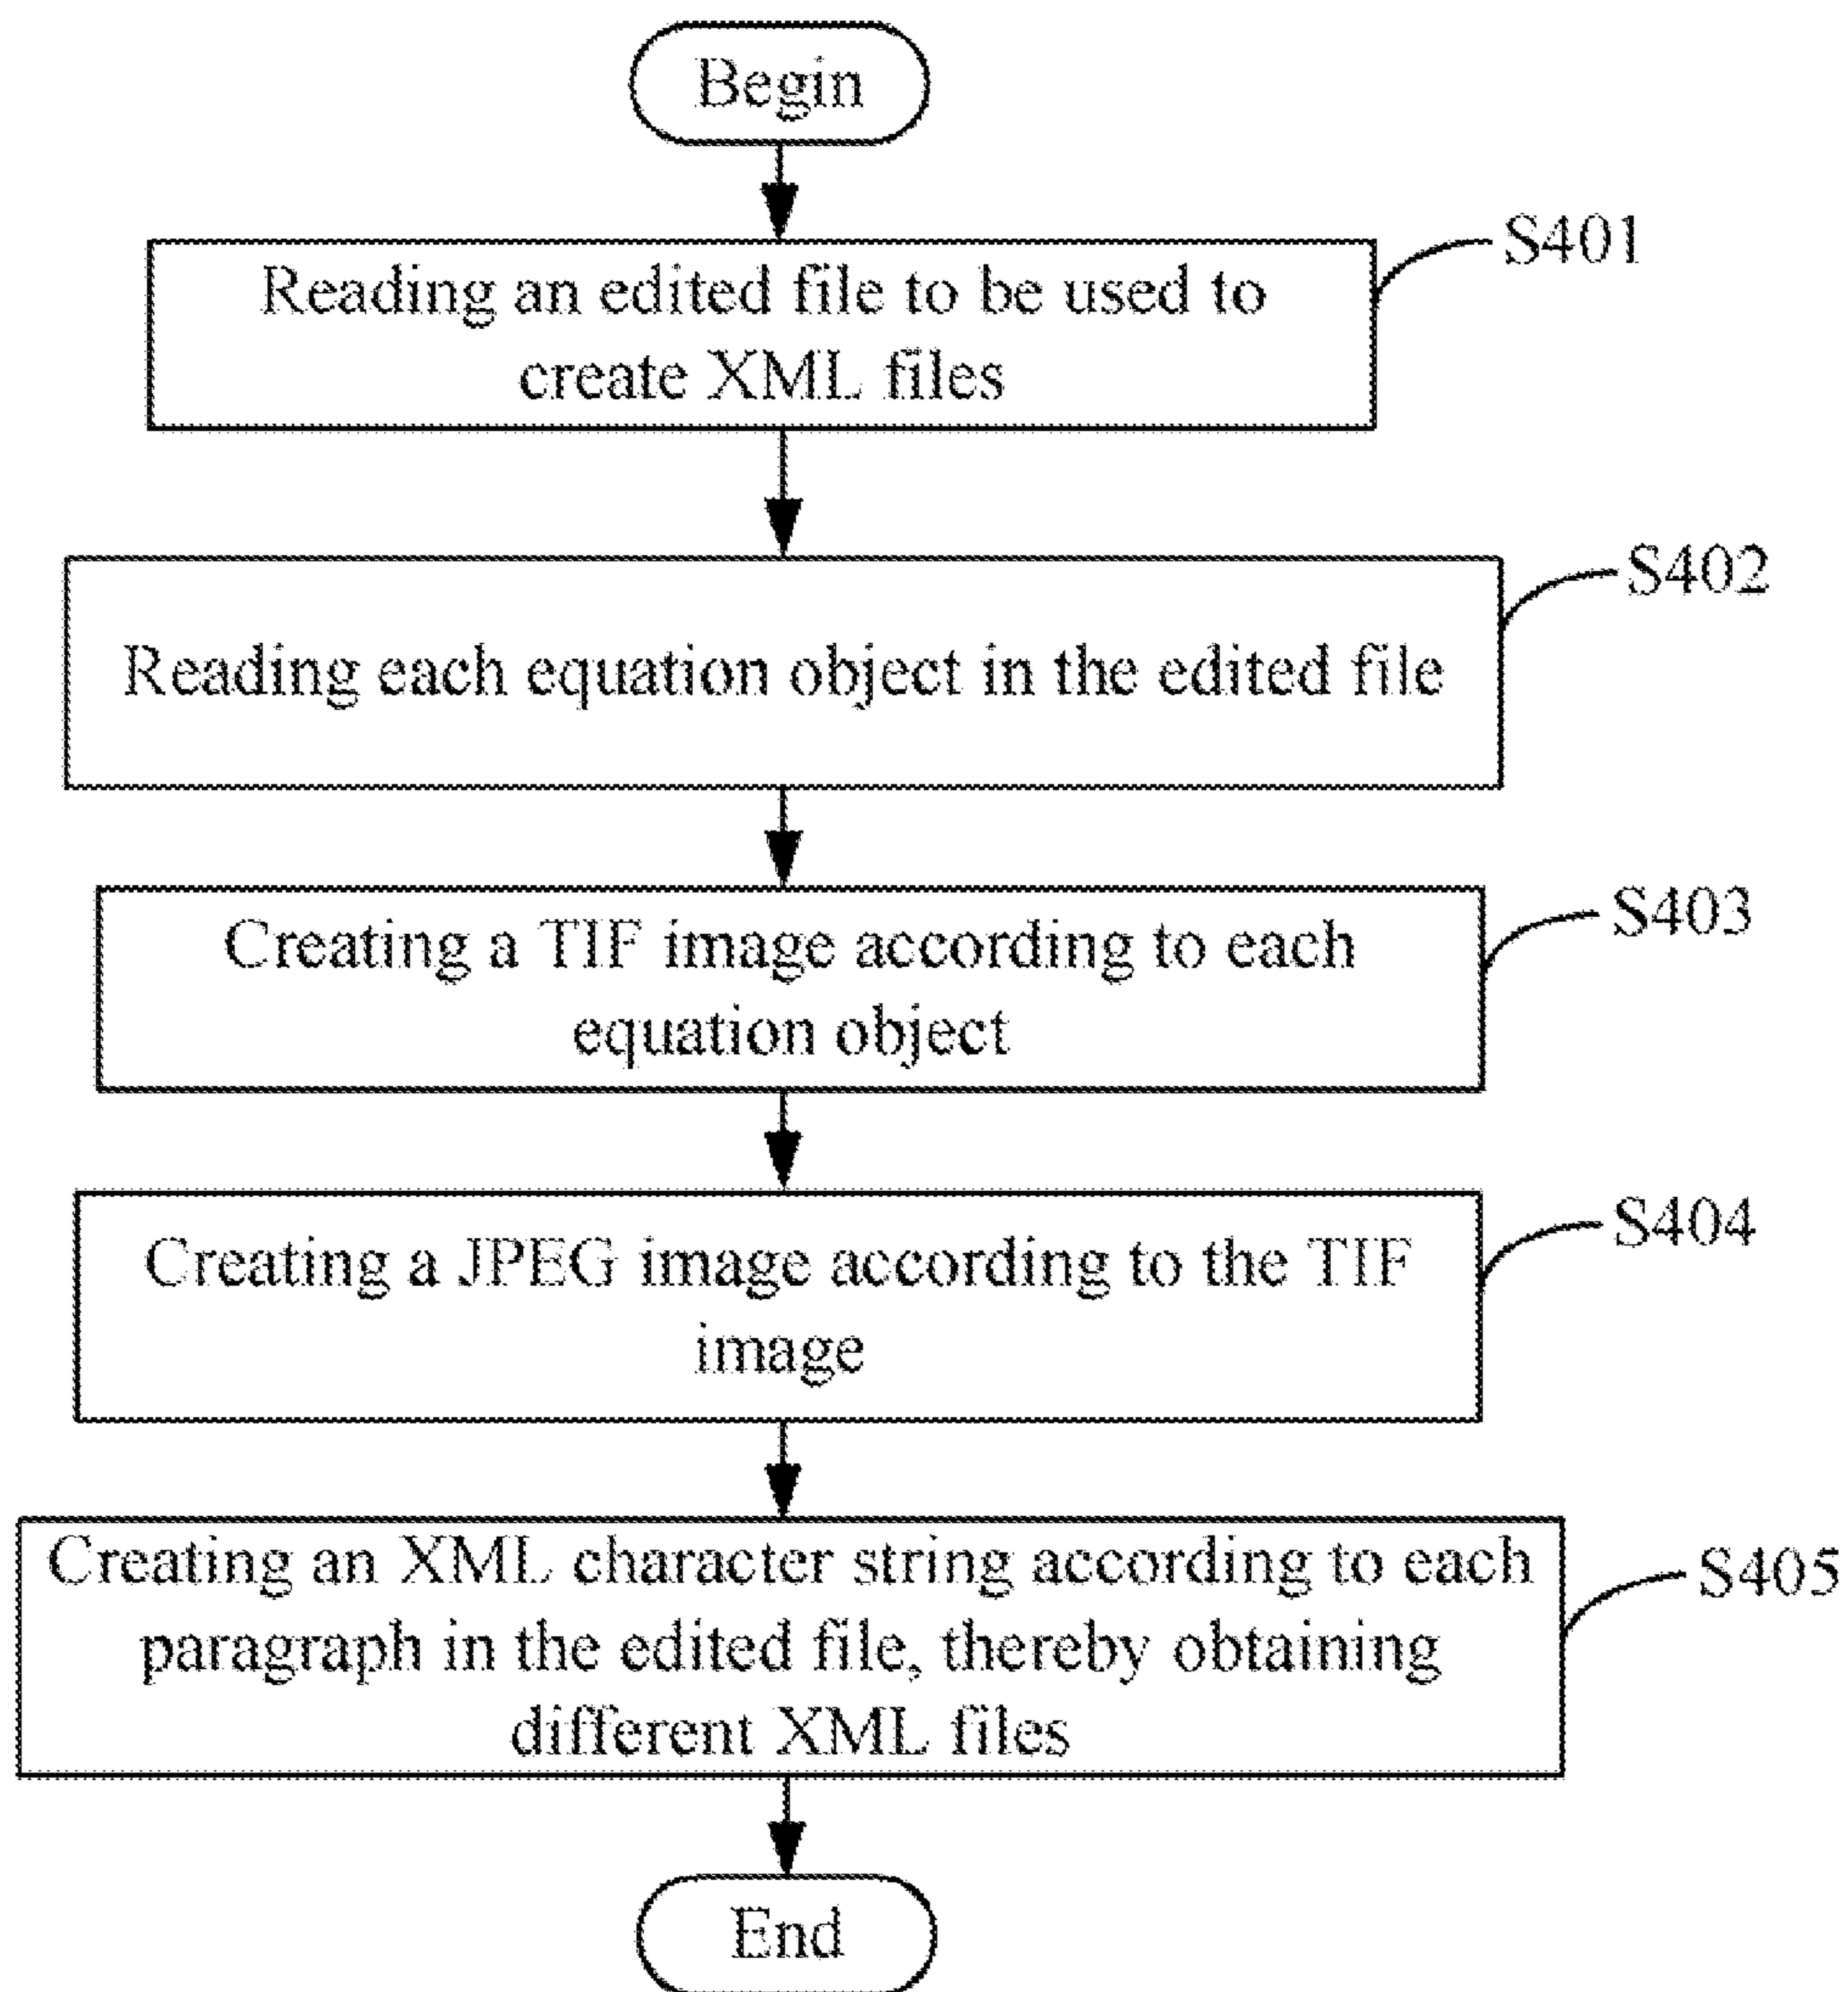 Begin
S401
Reading an edited file to be used to
create XML files
S402
Reading each equation object in the edited file
S403
Creating a TIF image according to each
equation object
S404
Creating a JPEG image according to the TIF
image
S405
Creating an XML character string according to each
paragraph in the edited file, thereby obtaining
different XML files
End